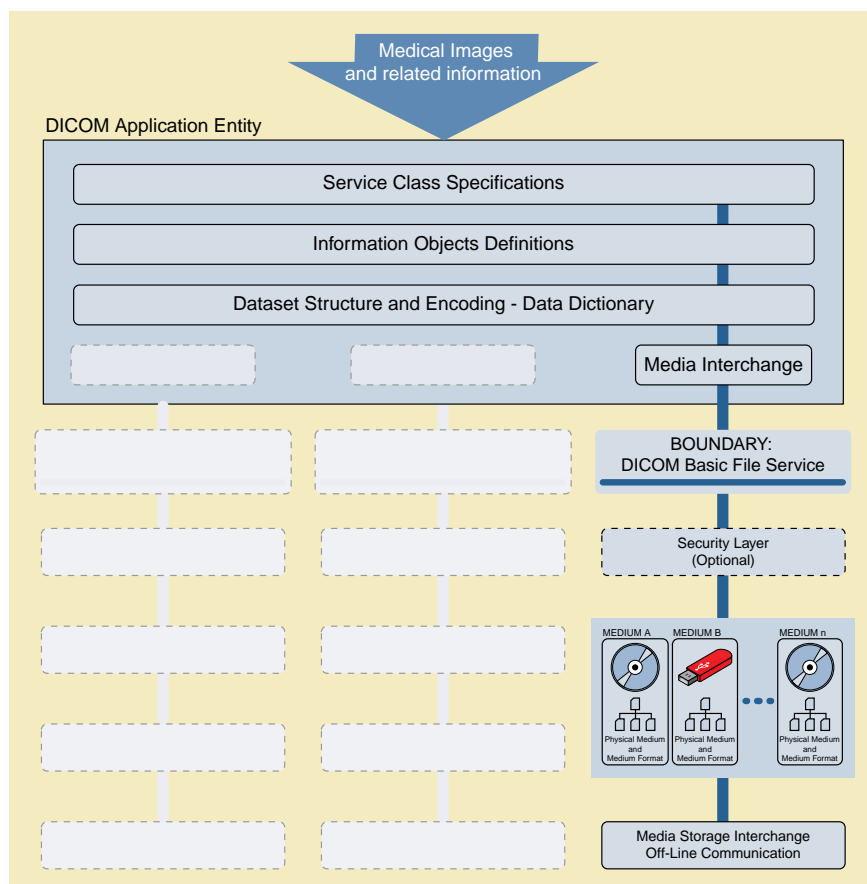 Medical Images
and related information
DICOM Application Entity
Service Class Specifications
Information Objects Definitions
Dataset Structure and Encoding - Data Dictionary
Media Interchange
BOUNDARY:
DICOM Basic File Service
Security Layer
(Optional)
MEDIUM A
MEDIUM B
MEDIUM n
Physical Medium
and
Medium Format
Physical Medium
and
Medium Format
Physical Medium
and
Medium Format
Media Storage Interchange
Off-Line Communication